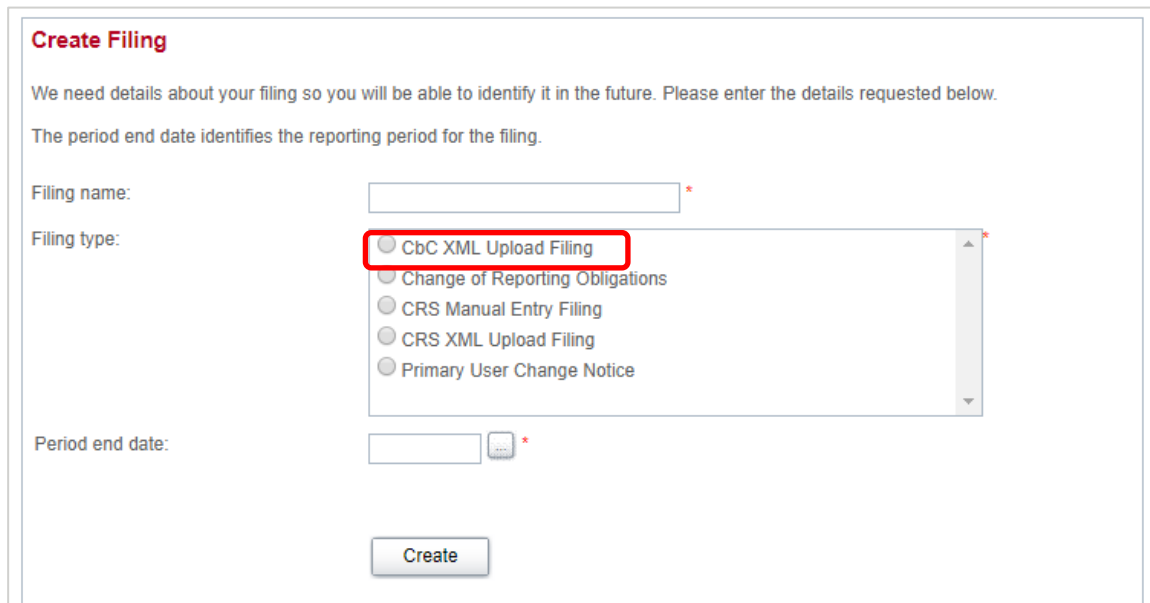 Create Filing
We need details about your filing so you will be able to identify it in the future. Please enter the details requested below.
The period end date identifies the reporting period for the filing.
Filing name: *
Filing type: *
CbC XML Upload Filing
Change of Reporting Obligations
CRS Manual Entry Filing
CRS XML Upload Filing
Primary User Change Notice
Period end date: ... *
Create